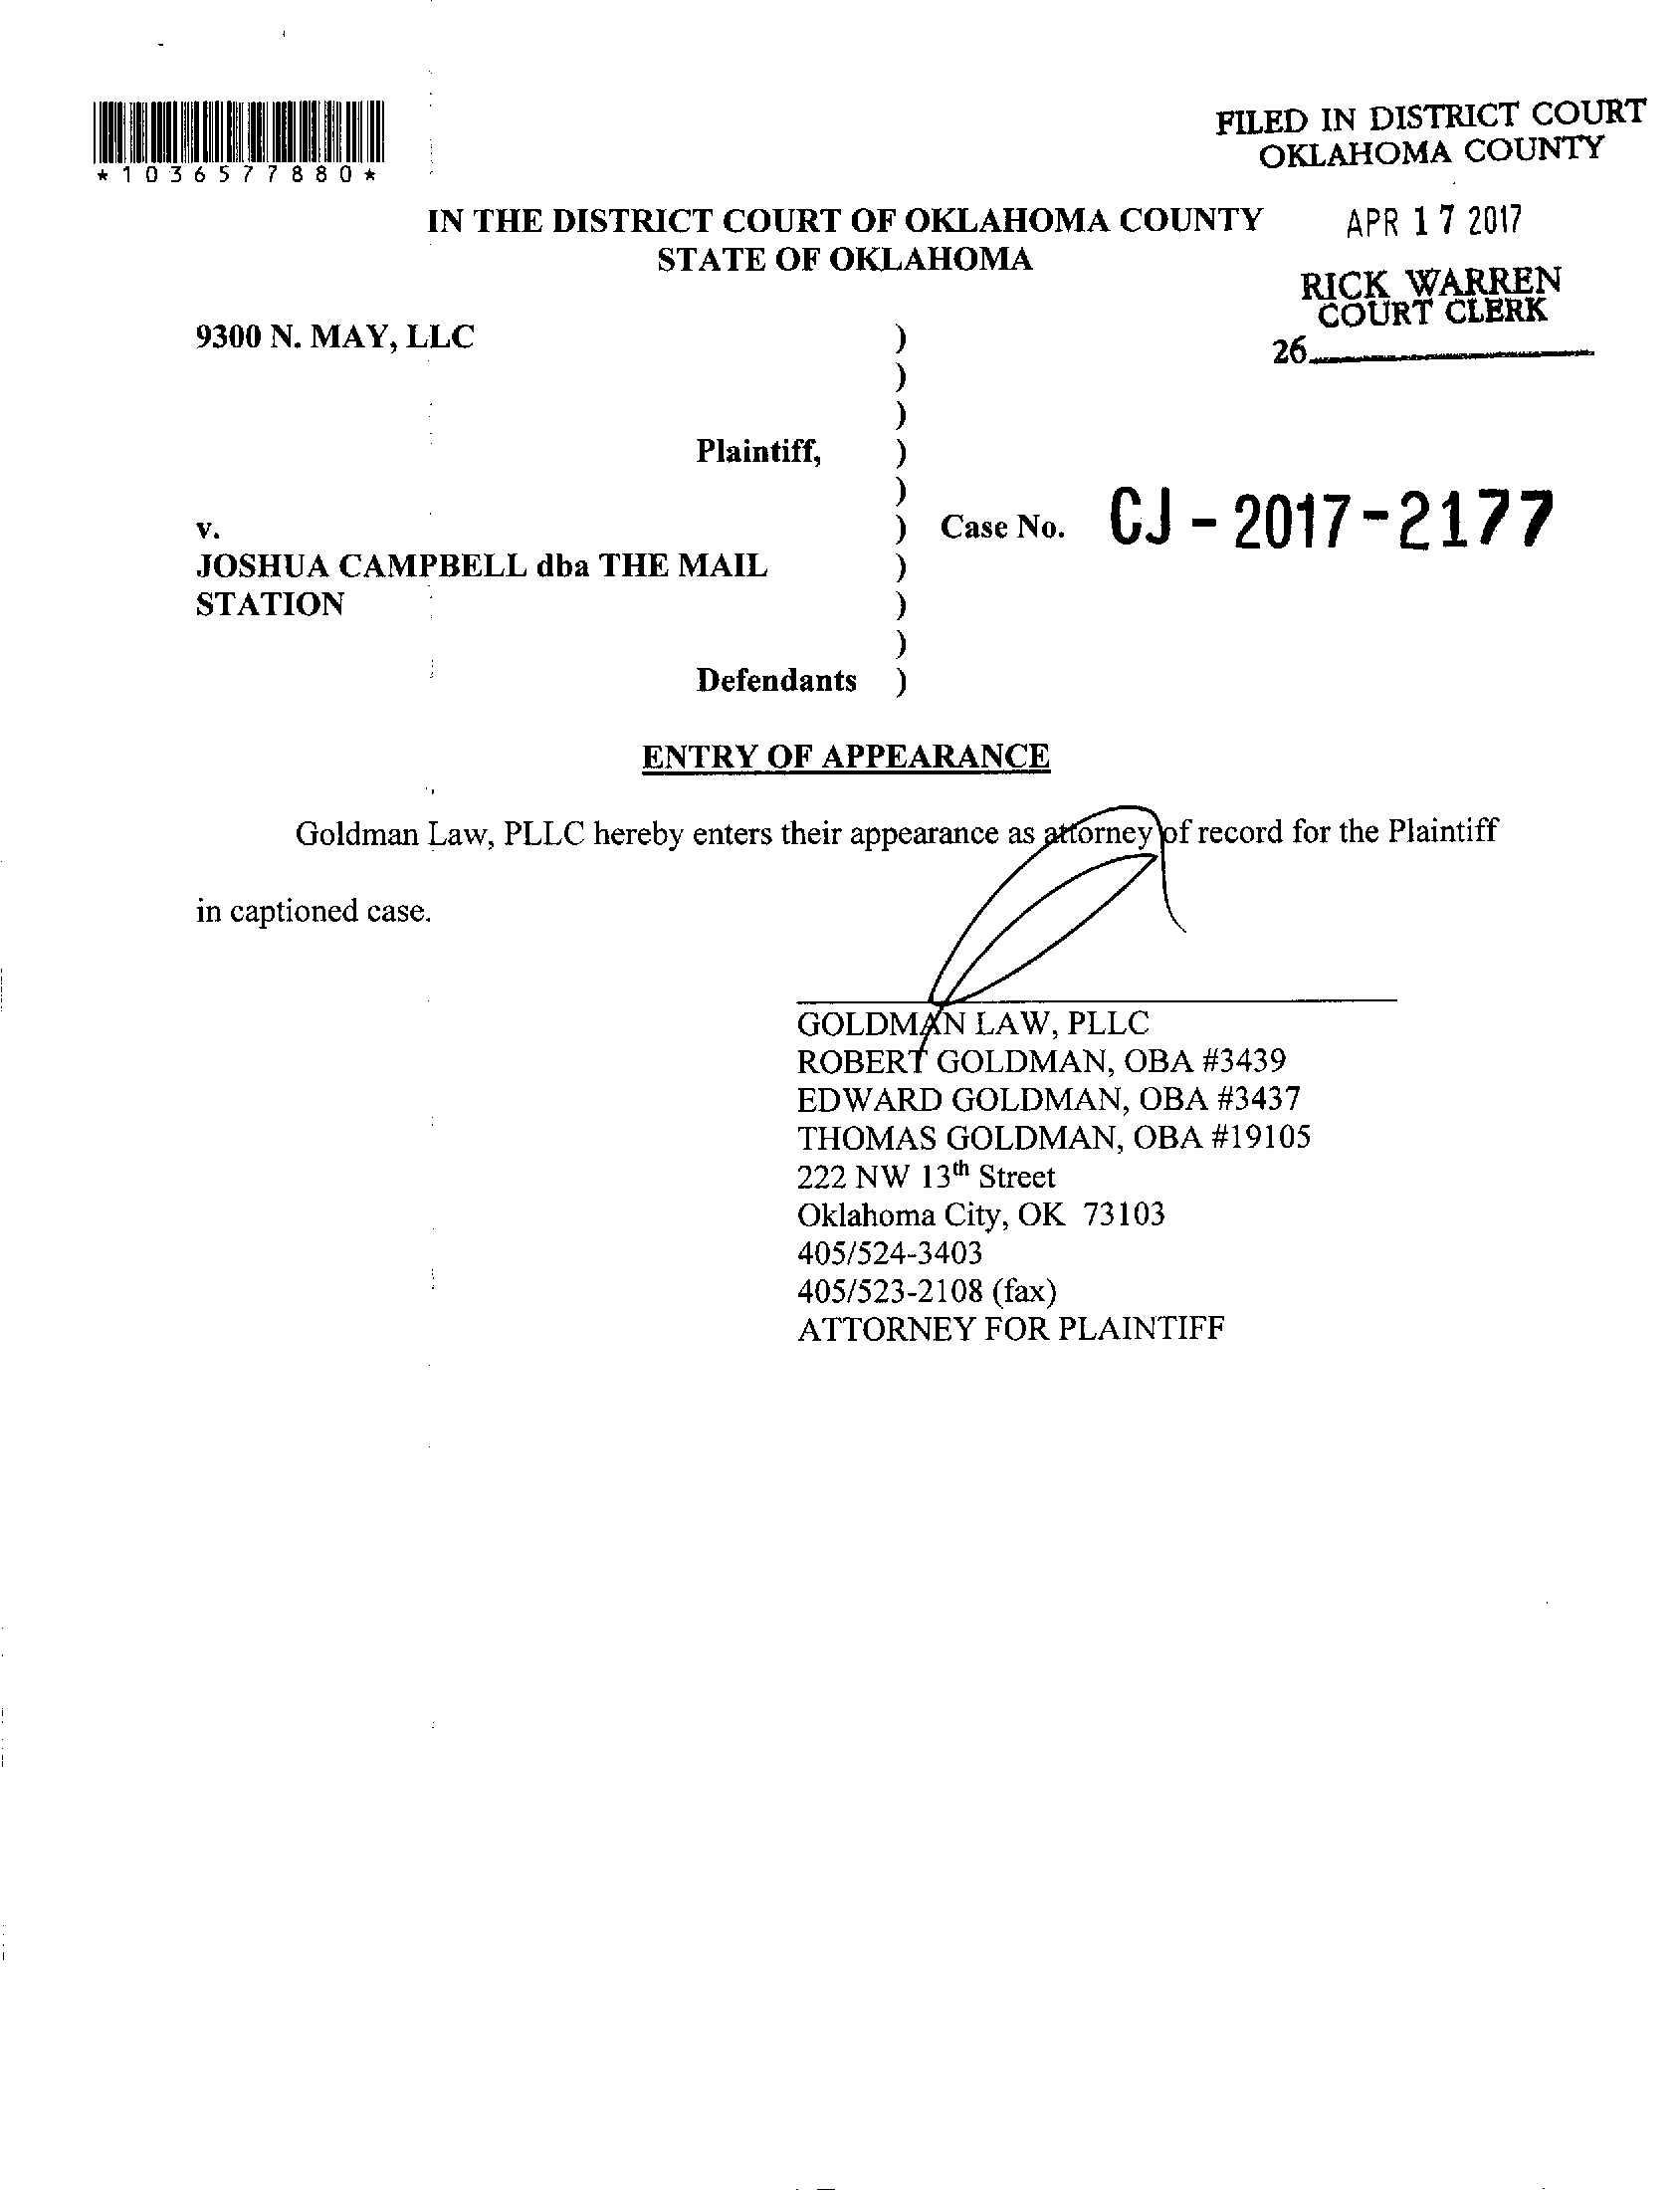 *1036577880*
FILED IN DISTRICT COURT
OKLAHOMA COUNTY
APR 17 2017
RICK WARREN
COURT CLERK
26
IN THE DISTRICT COURT OF OKLAHOMA COUNTY
STATE OF OKLAHOMA
9300 N. MAY, LLC )
)
)
Plaintiff, )
)
v. ) Case No. CJ-2017-2177
JOSHUA CAMPBELL dba THE MAIL )
STATION )
)
Defendants )
ENTRY OF APPEARANCE
Goldman Law, PLLC hereby enters their appearance as attorney of record for the Plaintiff
in captioned case.
GOLDMAN LAW, PLLC
ROBERT GOLDMAN, OBA #3439
EDWARD GOLDMAN, OBA #3437
THOMAS GOLDMAN, OBA #19105
222 NW 13th Street
Oklahoma City, OK 73103
405/524-3403
405/523-2108 (fax)
ATTORNEY FOR PLAINTIFF